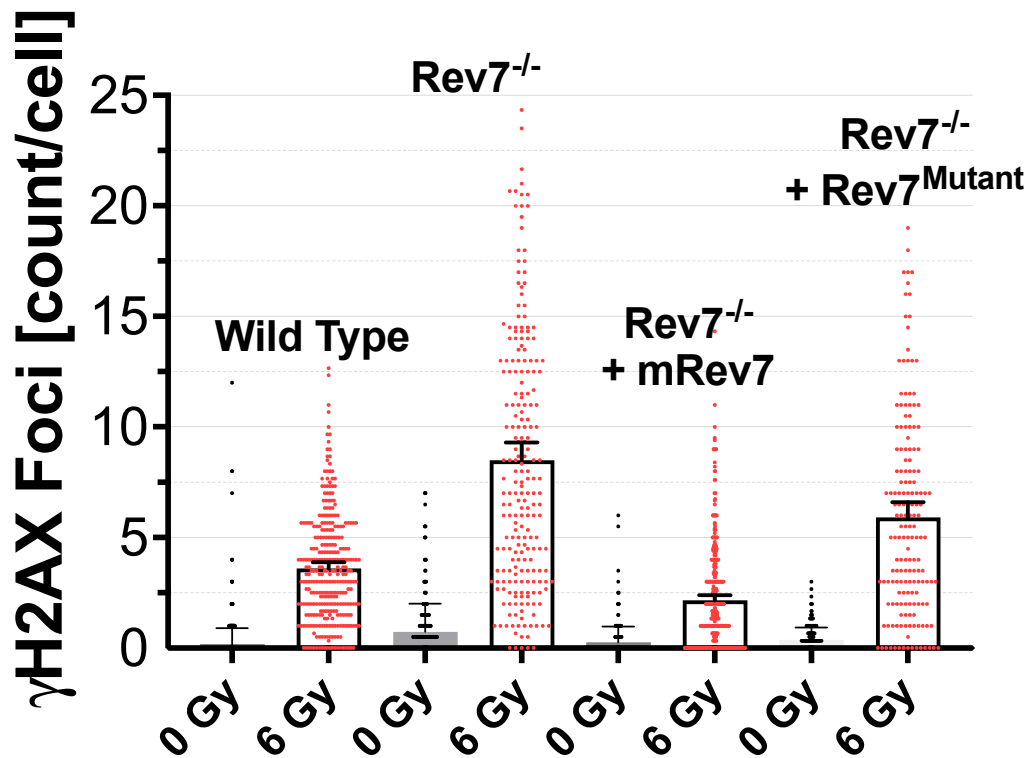 γH2AX Foci [count/cell]
25
20
15
10
5
0
Wild Type
Rev7-/-
Rev7-/-
+ mRev7
Rev7-/-
+ Rev7Mutant
0 Gy
6 Gy
0 Gy
6 Gy
0 Gy
6 Gy
0 Gy
6 Gy